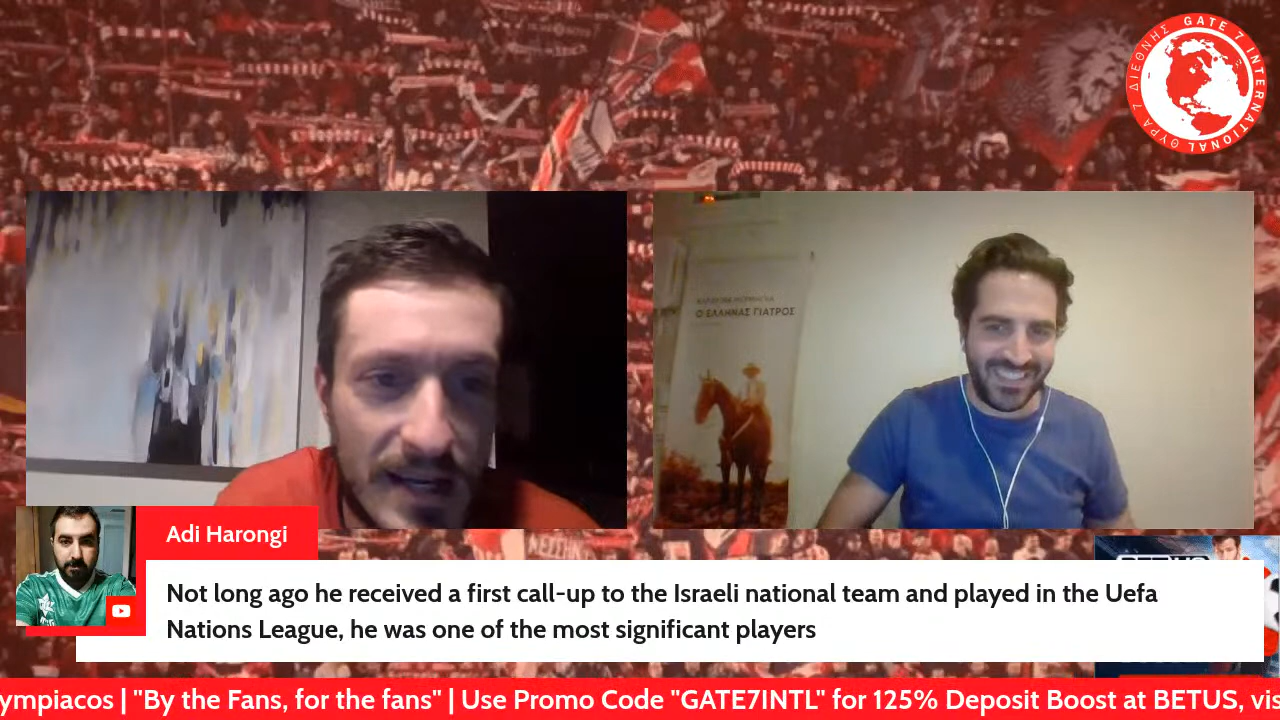 ΘΥΡΑ 7 ΔΙΕΘΝΗΣ GATE 7 INTERNATIONAL
Ο ΕΛΛΗΝΑΣ ΓΙΑΤΡΟΣ
Adi Harongi
Not long ago he received a first call-up to the Israeli national team and played in the Uefa
Nations League, he was one of the most significant players
ympiacos | "By the Fans, for the fans" | Use Promo Code "GATE7INTL" for 125% Deposit Boost at BETUS, vis